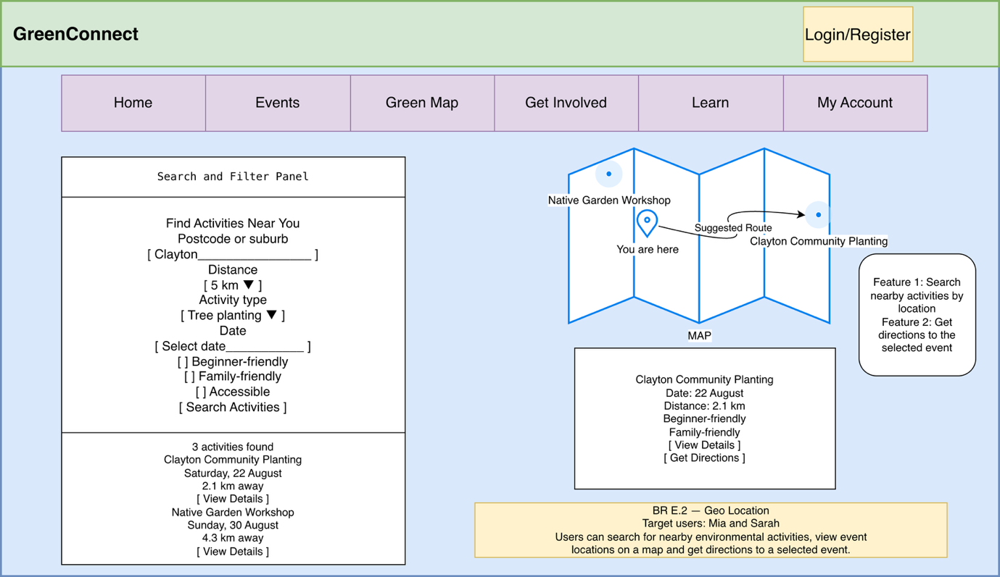 GreenConnect
Login/Register
Home
Events
Green Map
Get Involved
Learn
My Account
Search and Filter Panel
Find Activities Near You
Postcode or suburb
[ Clayton_________________ ]
Distance
[ 5 km ▼ ]
Activity type
[ Tree planting ▼ ]
Date
[ Select date____________ ]
[ ] Beginner-friendly
[ ] Family-friendly
[ ] Accessible
[ Search Activities ]
3 activities found
Clayton Community Planting
Saturday, 22 August
2.1 km away
[ View Details ]
Native Garden Workshop
Sunday, 30 August
4.3 km away
[ View Details ]
Native Garden Workshop
You are here
Suggested Route
Clayton Community Planting
MAP
Feature 1: Search
nearby activities by
location
Feature 2: Get
directions to the
selected event
Clayton Community Planting
Date: 22 August
Distance: 2.1 km
Beginner-friendly
Family-friendly
[ View Details ]
[ Get Directions ]
BR E.2 — Geo Location
Target users: Mia and Sarah
Users can search for nearby environmental activities, view event
locations on a map and get directions to a selected event.